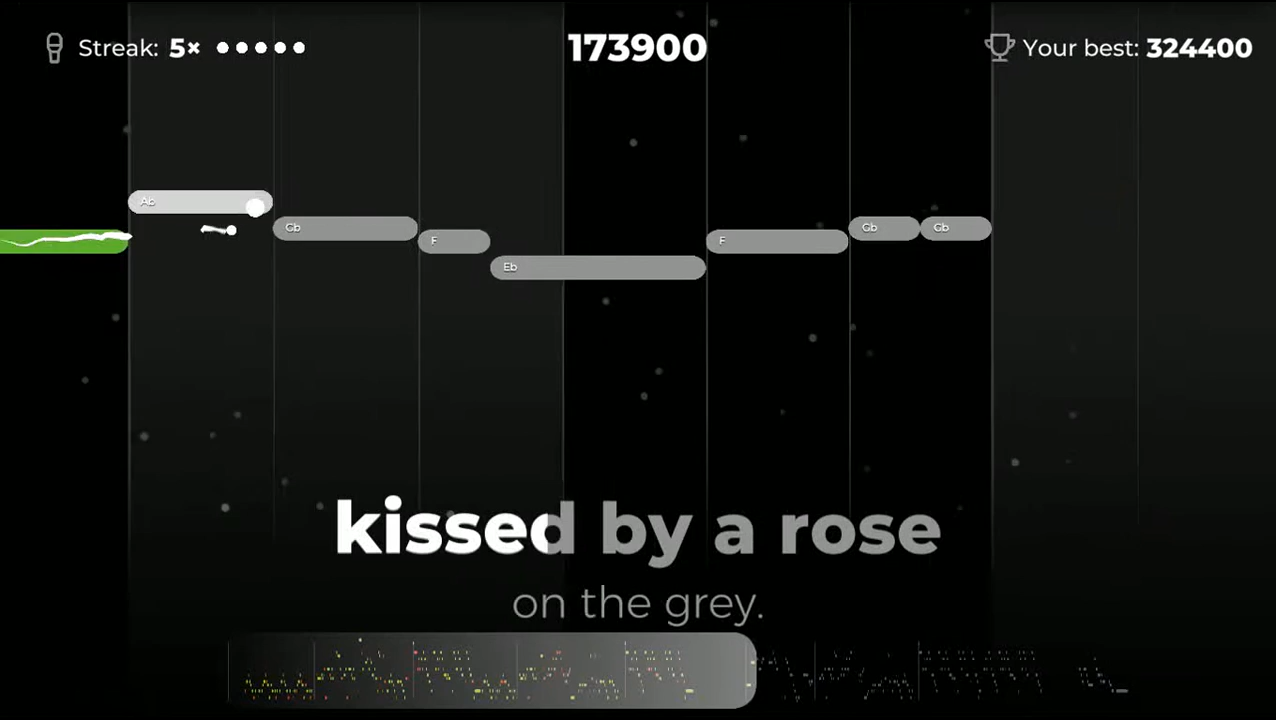 Streak: 5× 173900 Your best: 324400
Ab
Gb F Eb F Gb Gb
kissed by a rose
on the grey.